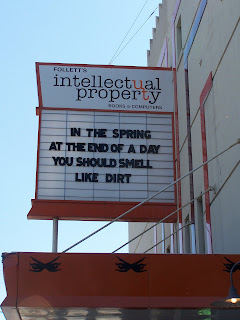 FOLLETT'S
intellectual
property
BOOKS & COMPUTERS
IN THE SPRING
AT THE END OF A DAY
YOU SHOULD SMELL
LIKE DIRT